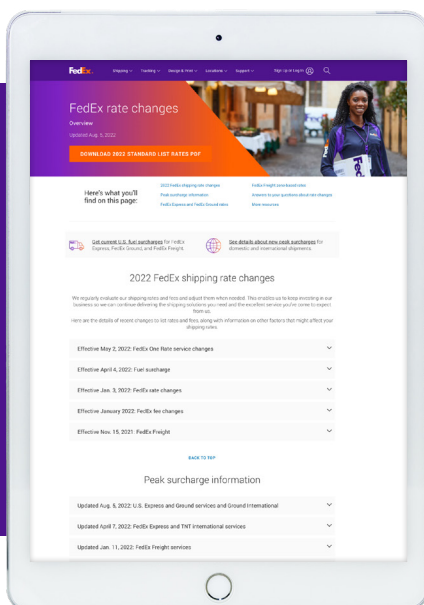 FedEx.
Shipping Tracking Design & Print Locations Support Sign Up or Log In
FedEx rate changes
Overview
Updated Aug. 5, 2022
DOWNLOAD 2022 STANDARD LIST RATES PDF
FedEx
Here's what you'll
find on this page:
2022 FedEx shipping rate changes
Peak surcharge information
FedEx Express and FedEx Ground rates
FedEx Freight zone-based rates
Answers to your questions about rate changes
More resources
Get current U.S. fuel surcharges for FedEx
Express, FedEx Ground, and FedEx Freight.
See details about new peak surcharges for
domestic and international shipments.
2022 FedEx shipping rate changes
We regularly evaluate our shipping rates and fees and adjust them when needed. This enables us to keep investing in our
business so we can continue delivering the shipping solutions you need and the excellent service you've come to expect
from us.
Here are the details of recent changes to list rates and fees, along with information on other factors that might affect your
shipping rates.
Effective May 2, 2022: FedEx One Rate service changes
Effective April 4, 2022: Fuel surcharge
Effective Jan. 3, 2022: FedEx rate changes
Effective January 2022: FedEx fee changes
Effective Nov. 15, 2021: FedEx Freight
BACK TO TOP
Peak surcharge information
Updated Aug. 5, 2022: U.S. Express and Ground services and Ground International
Updated April 7, 2022: FedEx Express and TNT international services
Updated Jan. 11, 2022: FedEx Freight services